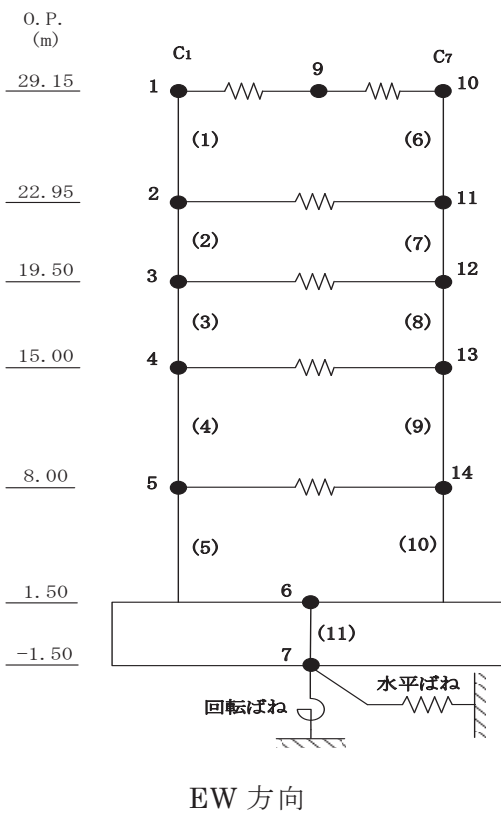 O.P.
(m)
C1 C7
29.15 1 9 10
(1) (6)
22.95 2 11
(2) (7)
19.50 3 12
(3) (8)
15.00 4 13
(4) (9)
8.00 5 14
(5) (10)
1.50 6
(11)
-1.50 7
水平ばね
回転ばね
EW 方向